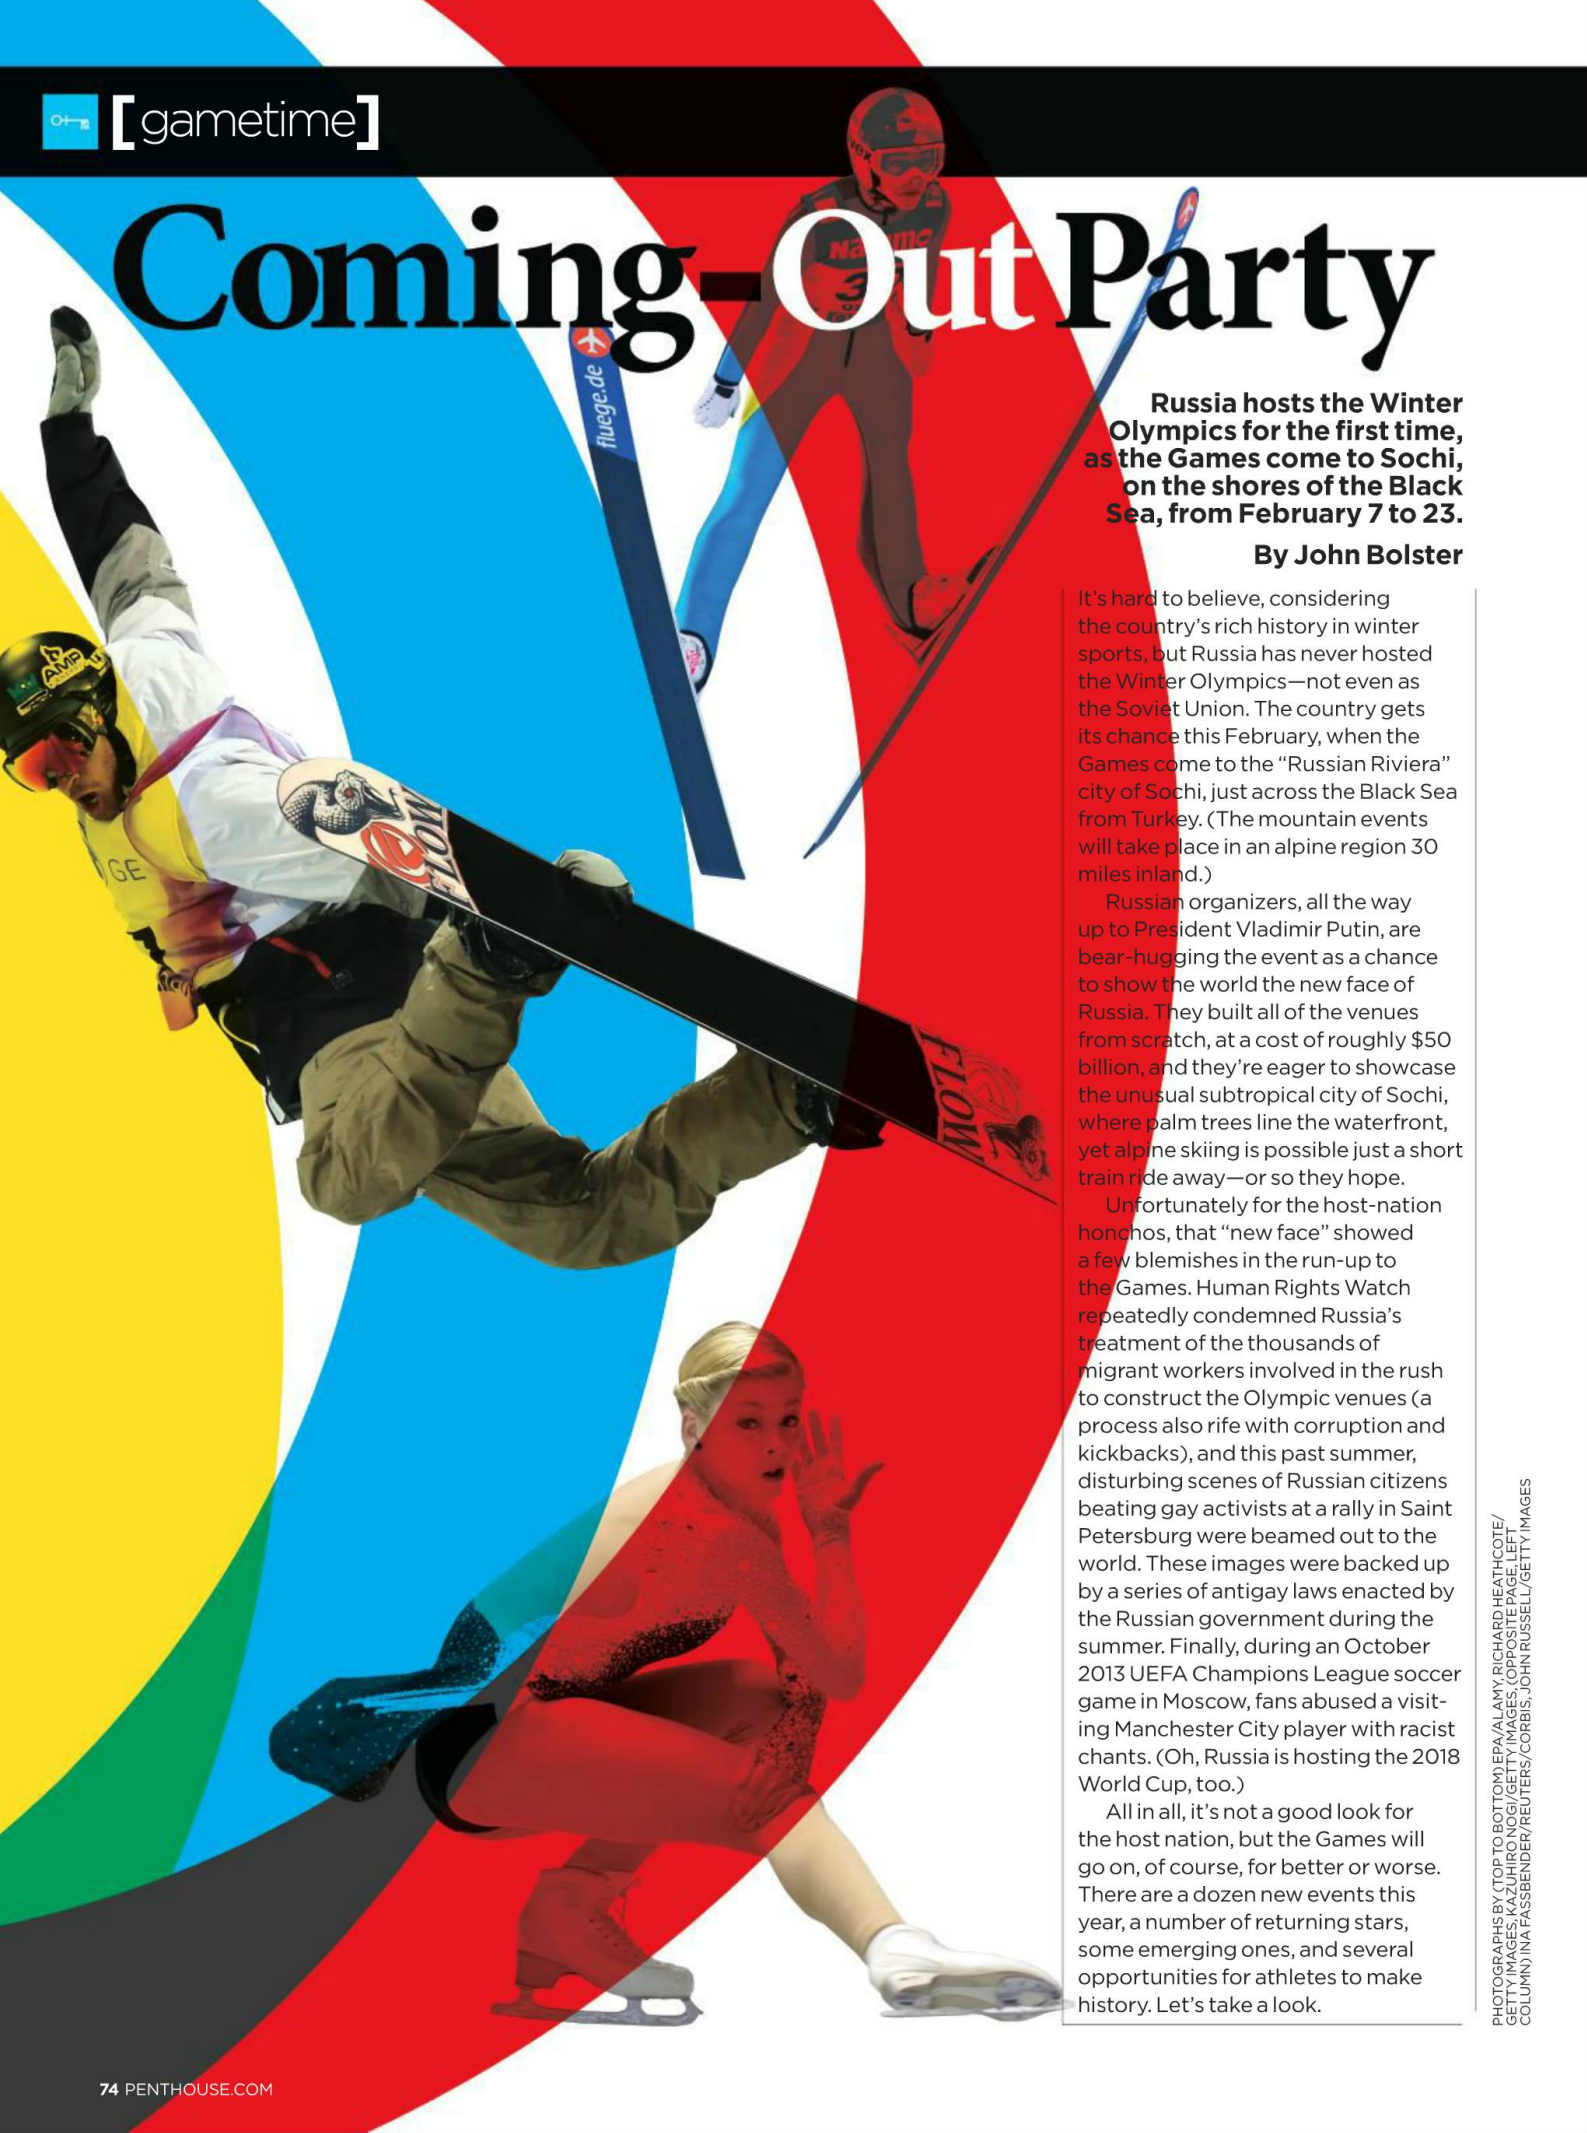 [gametime]
Coming-Out Party
Russia hosts the Winter
Olympics for the first time,
as the Games come to Sochi,
on the shores of the Black
Sea, from February 7 to 23.
By John Bolster
It's hard to believe, considering
the country's rich history in winter
sports, but Russia has never hosted
the Winter Olympics—not even as
the Soviet Union. The country gets
its chance this February, when the
Games come to the “Russian Riviera”
city of Sochi, just across the Black Sea
from Turkey. (The mountain events
will take place in an alpine region 30
miles inland.)
Russian organizers, all the way
up to President Vladimir Putin, are
bear-hugging the event as a chance
to show the world the new face of
Russia. They built all of the venues
from scratch, at a cost of roughly $50
billion, and they're eager to showcase
the unusual subtropical city of Sochi,
where palm trees line the waterfront,
yet alpine skiing is possible just a short
train ride away—or so they hope.
Unfortunately for the host-nation
honchos, that “new face” showed
a few blemishes in the run-up to
the Games. Human Rights Watch
repeatedly condemned Russia's
treatment of the thousands of
migrant workers involved in the rush
to construct the Olympic venues (a
process also rife with corruption and
kickbacks), and this past summer,
disturbing scenes of Russian citizens
beating gay activists at a rally in Saint
Petersburg were beamed out to the
world. These images were backed up
by a series of antigay laws enacted by
the Russian government during the
summer. Finally, during an October
2013 UEFA Champions League soccer
game in Moscow, fans abused a visit-
ing Manchester City player with racist
chants. (Oh, Russia is hosting the 2018
World Cup, too.)
All in all, it's not a good look for
the host nation, but the Games will
go on, of course, for better or worse.
There are a dozen new events this
year, a number of returning stars,
some emerging ones, and several
opportunities for athletes to make
history. Let's take a look.
PHOTOGRAPHS BY (TOP TO BOTTOM) EPA/ALAMY, RICHARD HEATHCOTE/
GETTY IMAGES, KAZUHIRO NOGI/GETTY IMAGES, (OPPOSITE PAGE, LEFT
COLUMN) INA FASSBENDER/REUTERS/CORBIS, JOHN RUSSELL/GETTY IMAGES
fluege.de
AMP
FLOW
FLOW
74 PENTHOUSE.COM